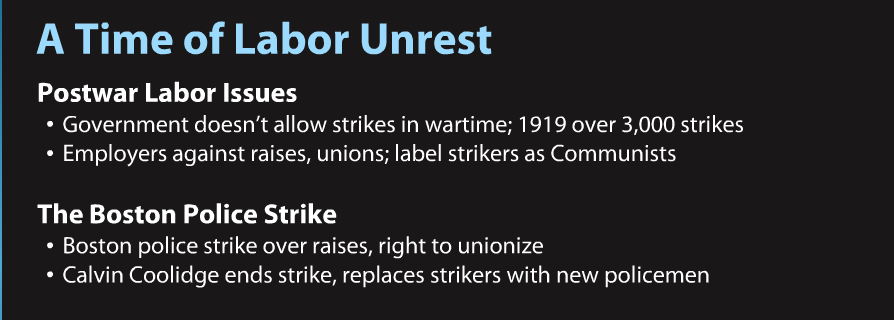 A Time of Labor Unrest
Postwar Labor Issues
• Government doesn’t allow strikes in wartime; 1919 over 3,000 strikes
• Employers against raises, unions; label strikers as Communists
The Boston Police Strike
• Boston police strike over raises, right to unionize
• Calvin Coolidge ends strike, replaces strikers with new policemen